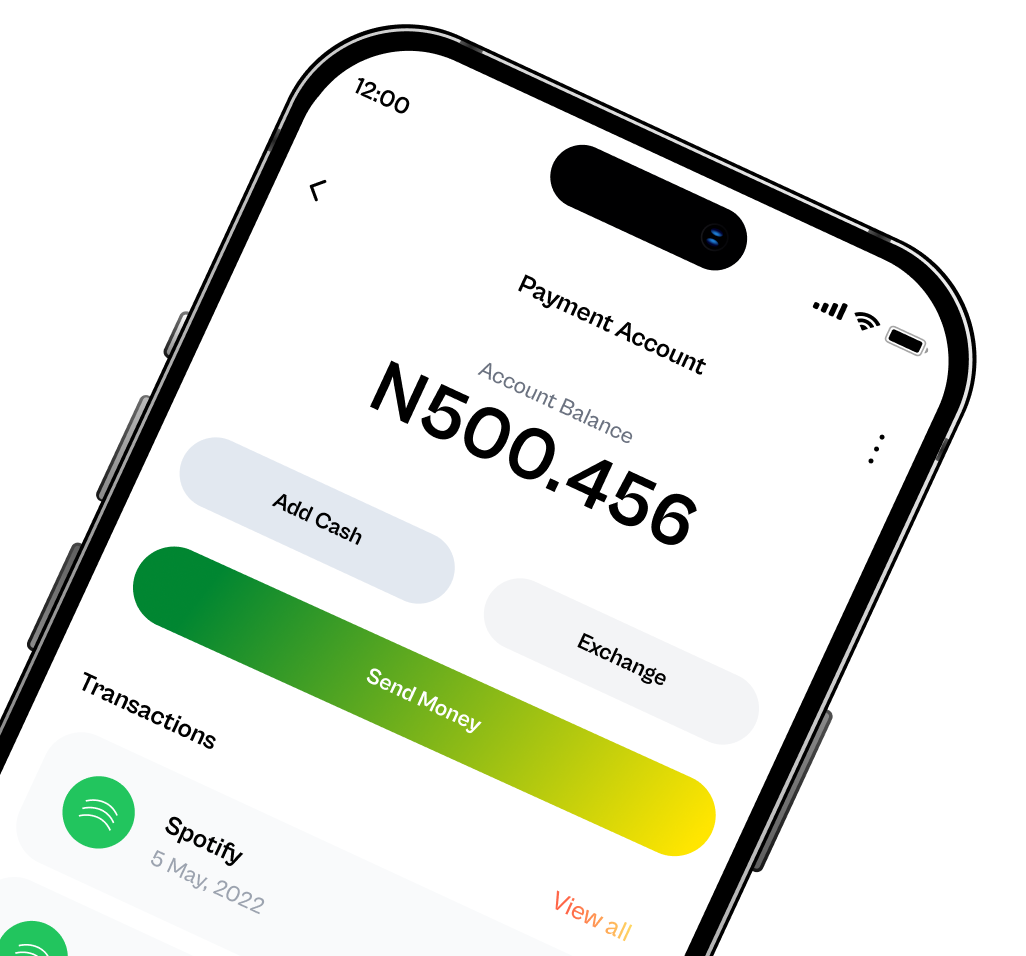 12:00
Payment Account
Account Balance
N500.456
Add Cash
Exchange
Send Money
Transactions
View all
Spotify
5 May, 2022